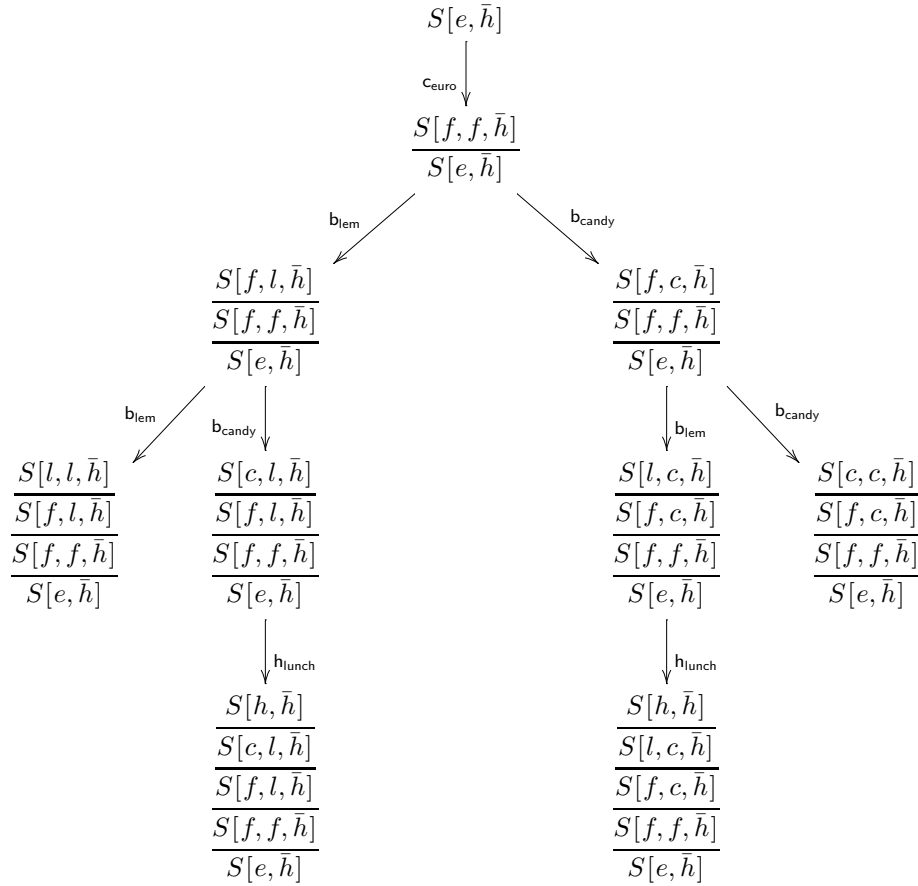 S[e, h̄]
c_euro
S[f, f, h̄]
S[e, h̄]
b_lem b_candy
S[f, l, h̄] S[f, c, h̄]
S[f, f, h̄] S[f, f, h̄]
S[e, h̄] S[e, h̄]
b_lem b_candy b_lem b_candy
S[l, l, h̄] S[c, l, h̄] S[l, c, h̄] S[c, c, h̄]
S[f, l, h̄] S[f, l, h̄] S[f, c, h̄] S[f, c, h̄]
S[f, f, h̄] S[f, f, h̄] S[f, f, h̄] S[f, f, h̄]
S[e, h̄] S[e, h̄] S[e, h̄] S[e, h̄]
h_lunch h_lunch
S[h, h̄] S[h, h̄]
S[c, l, h̄] S[l, c, h̄]
S[f, l, h̄] S[f, c, h̄]
S[f, f, h̄] S[f, f, h̄]
S[e, h̄] S[e, h̄]